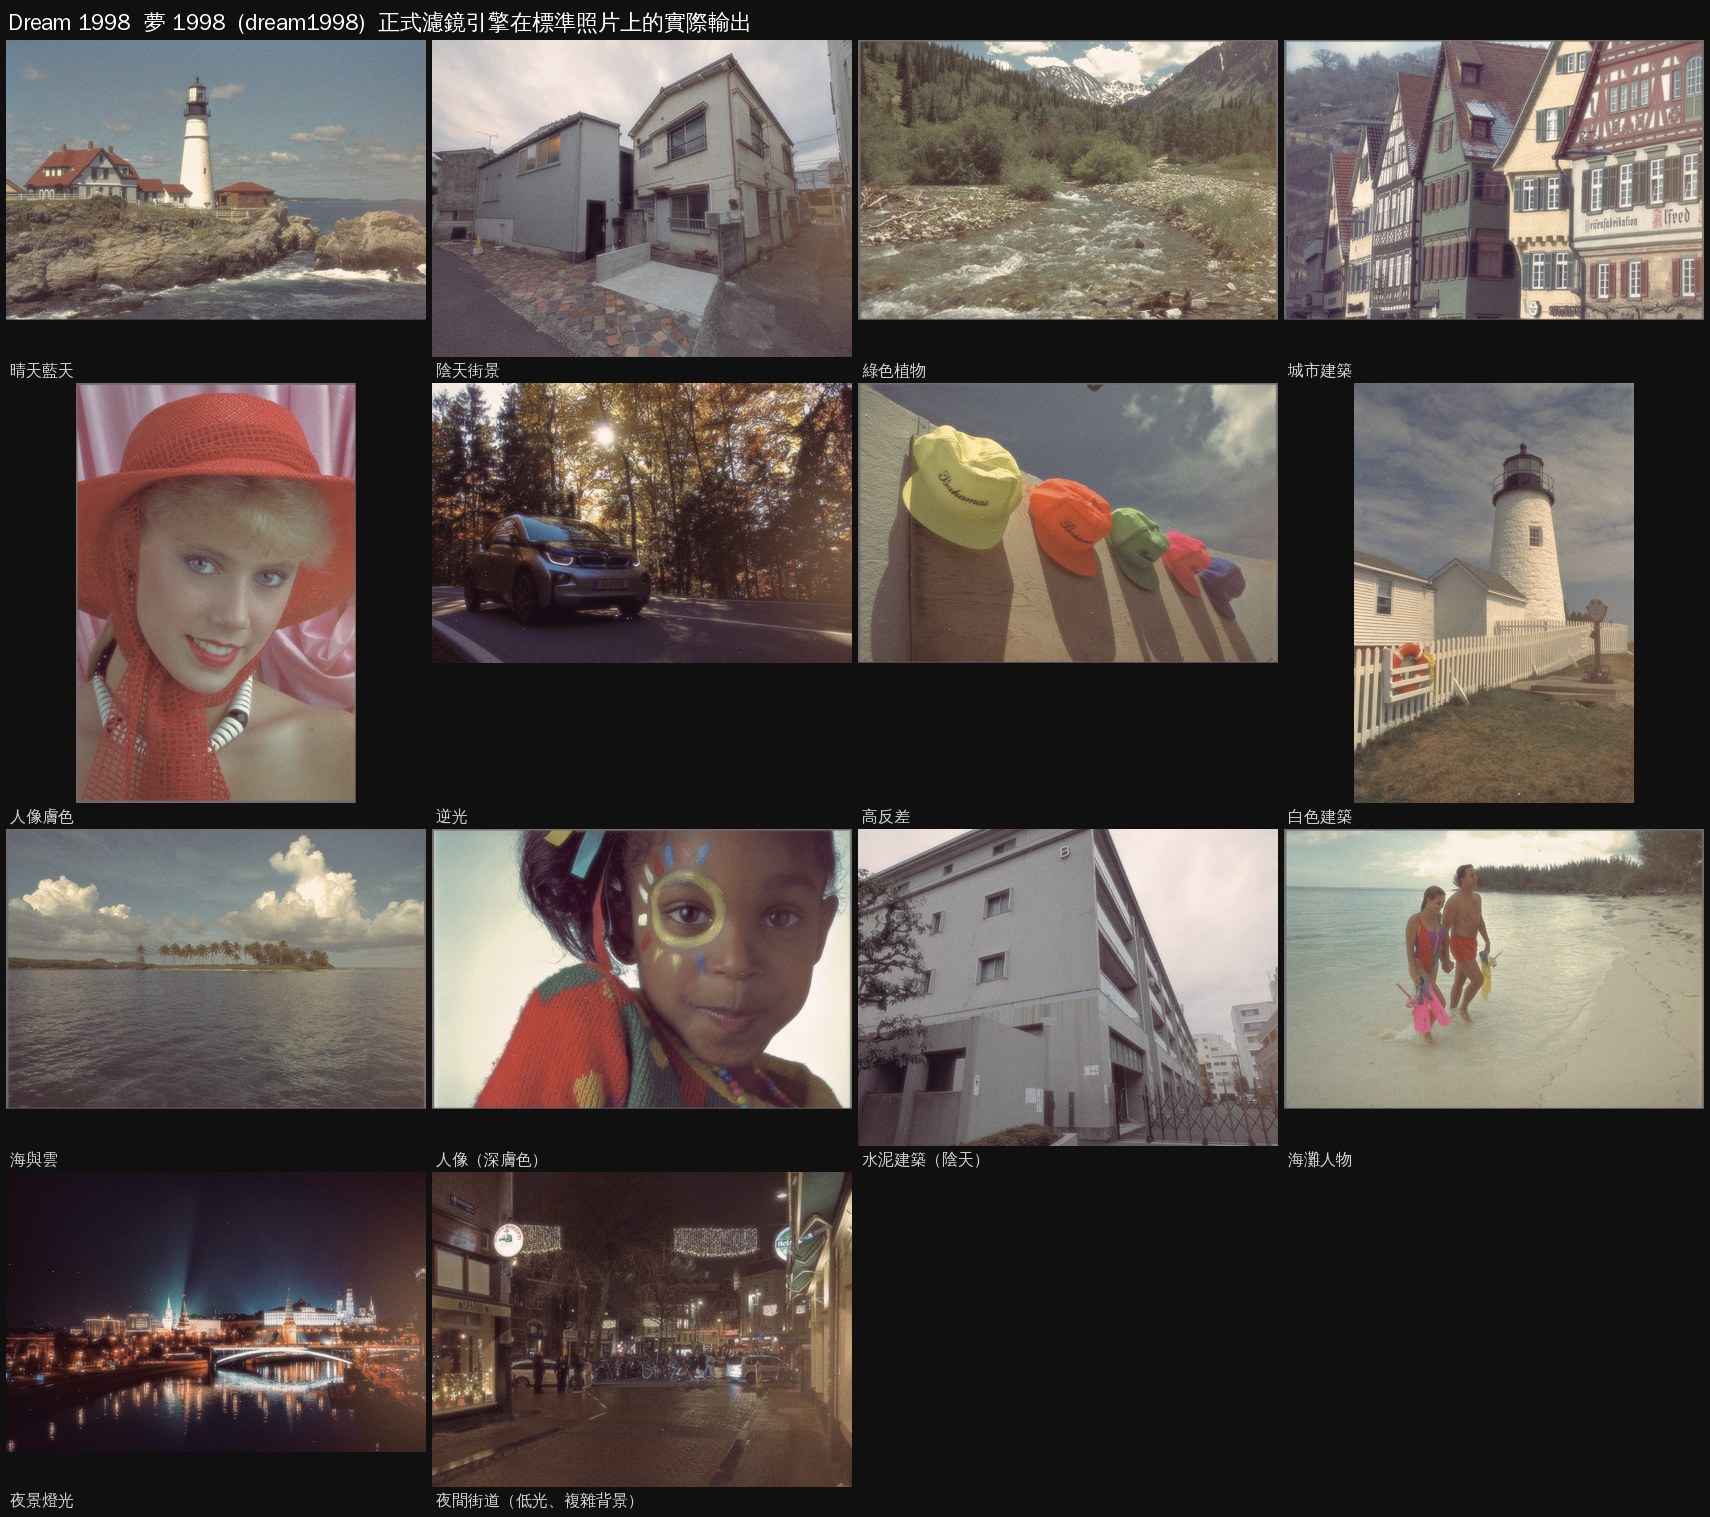 Dream 1998 夢 1998 (dream1998) 正式濾鏡引擎在標準照片上的實際輸出
Alfred
晴天藍天
陰天街景
綠色植物
城市建築
Bahamas
人像膚色
逆光
高反差
白色建築
B
海與雲
人像（深膚色）
水泥建築（陰天）
海灘人物
夜景燈光
夜間街道（低光、複雜背景）